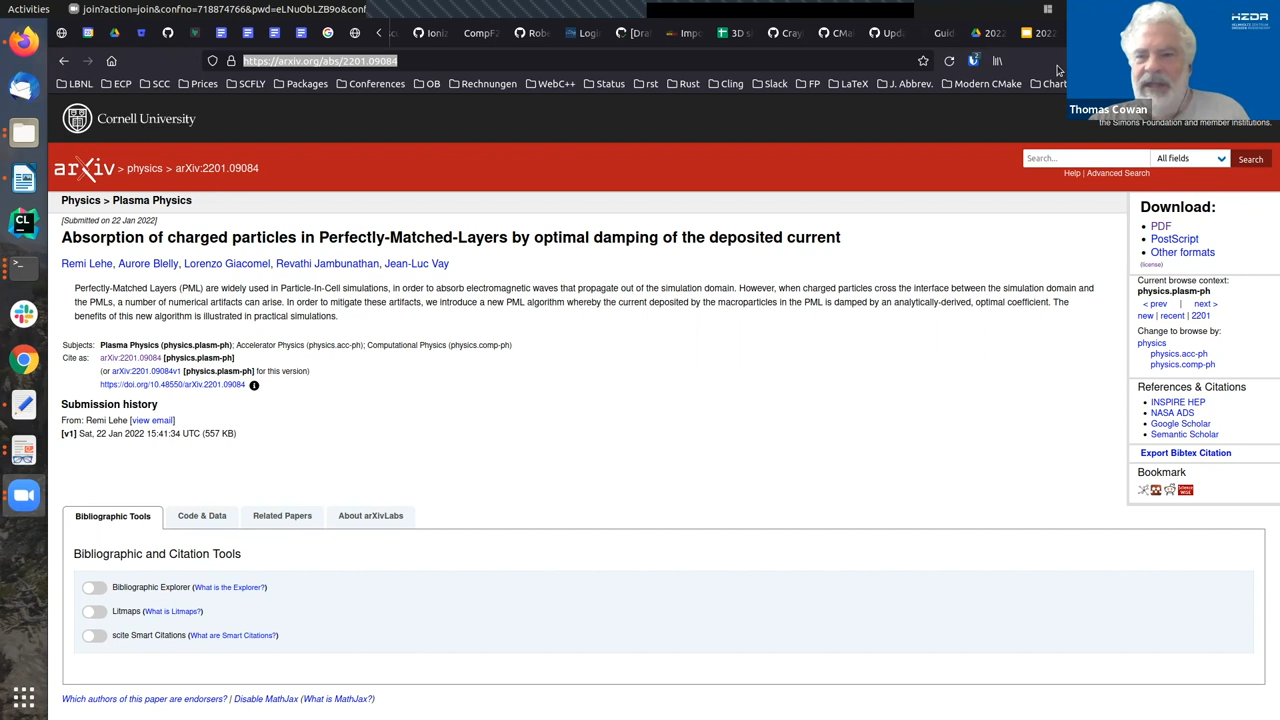 Activities
join?action=join&confno=718874766&pwd=eLNuObLZB9o&conf
Ioniz
CompF2
Robe
Login
[Dra
Impo
3D s
Cray
CMa
Upda
Guid
2022
2022
https://arxiv.org/abs/2201.09084
LBNL ECP SCC Prices SCFLY Packages Conferences OB Rechnungen WebC++ Status rst Rust Cling Slack FP LaTeX J. Abbrev. Modern CMake Chart
HZDR
Thomas Cowan
Cornell University
the Simons Foundation and member institutions.
arXiv > physics > arXiv:2201.09084
Search...
All fields
Search
Help | Advanced Search
Physics > Plasma Physics
[Submitted on 22 Jan 2022]
Absorption of charged particles in Perfectly-Matched-Layers by optimal damping of the deposited current
Remi Lehe, Aurore Blelly, Lorenzo Giacomel, Revathi Jambunathan, Jean-Luc Vay
Perfectly-Matched Layers (PML) are widely used in Particle-In-Cell simulations, in order to absorb electromagnetic waves that propagate out of the simulation domain. However, when charged particles cross the interface between the simulation domain and
the PMLs, a number of numerical artifacts can arise. In order to mitigate these artifacts, we introduce a new PML algorithm whereby the current deposited by the macroparticles in the PML is damped by an analytically-derived, optimal coefficient. The
benefits of this new algorithm is illustrated in practical simulations.
Subjects: Plasma Physics (physics.plasm-ph); Accelerator Physics (physics.acc-ph); Computational Physics (physics.comp-ph)
Cite as: arXiv:2201.09084 [physics.plasm-ph]
(or arXiv:2201.09084v1 [physics.plasm-ph] for this version)
https://doi.org/10.48550/arXiv.2201.09084
Submission history
From: Remi Lehe [view email]
[v1] Sat, 22 Jan 2022 15:41:34 UTC (557 KB)
Download:
PDF
PostScript
Other formats
(license)
Current browse context:
physics.plasm-ph
< prev | next >
new | recent | 2201
Change to browse by:
physics
physics.acc-ph
physics.comp-ph
References & Citations
INSPIRE HEP
NASA ADS
Google Scholar
Semantic Scholar
Export Bibtex Citation
Bookmark
Bibliographic Tools
Code & Data
Related Papers
About arXivLabs
Bibliographic and Citation Tools
Bibliographic Explorer (What is the Explorer?)
Litmaps (What is Litmaps?)
scite Smart Citations (What are Smart Citations?)
Which authors of this paper are endorsers? | Disable MathJax (What is MathJax?)